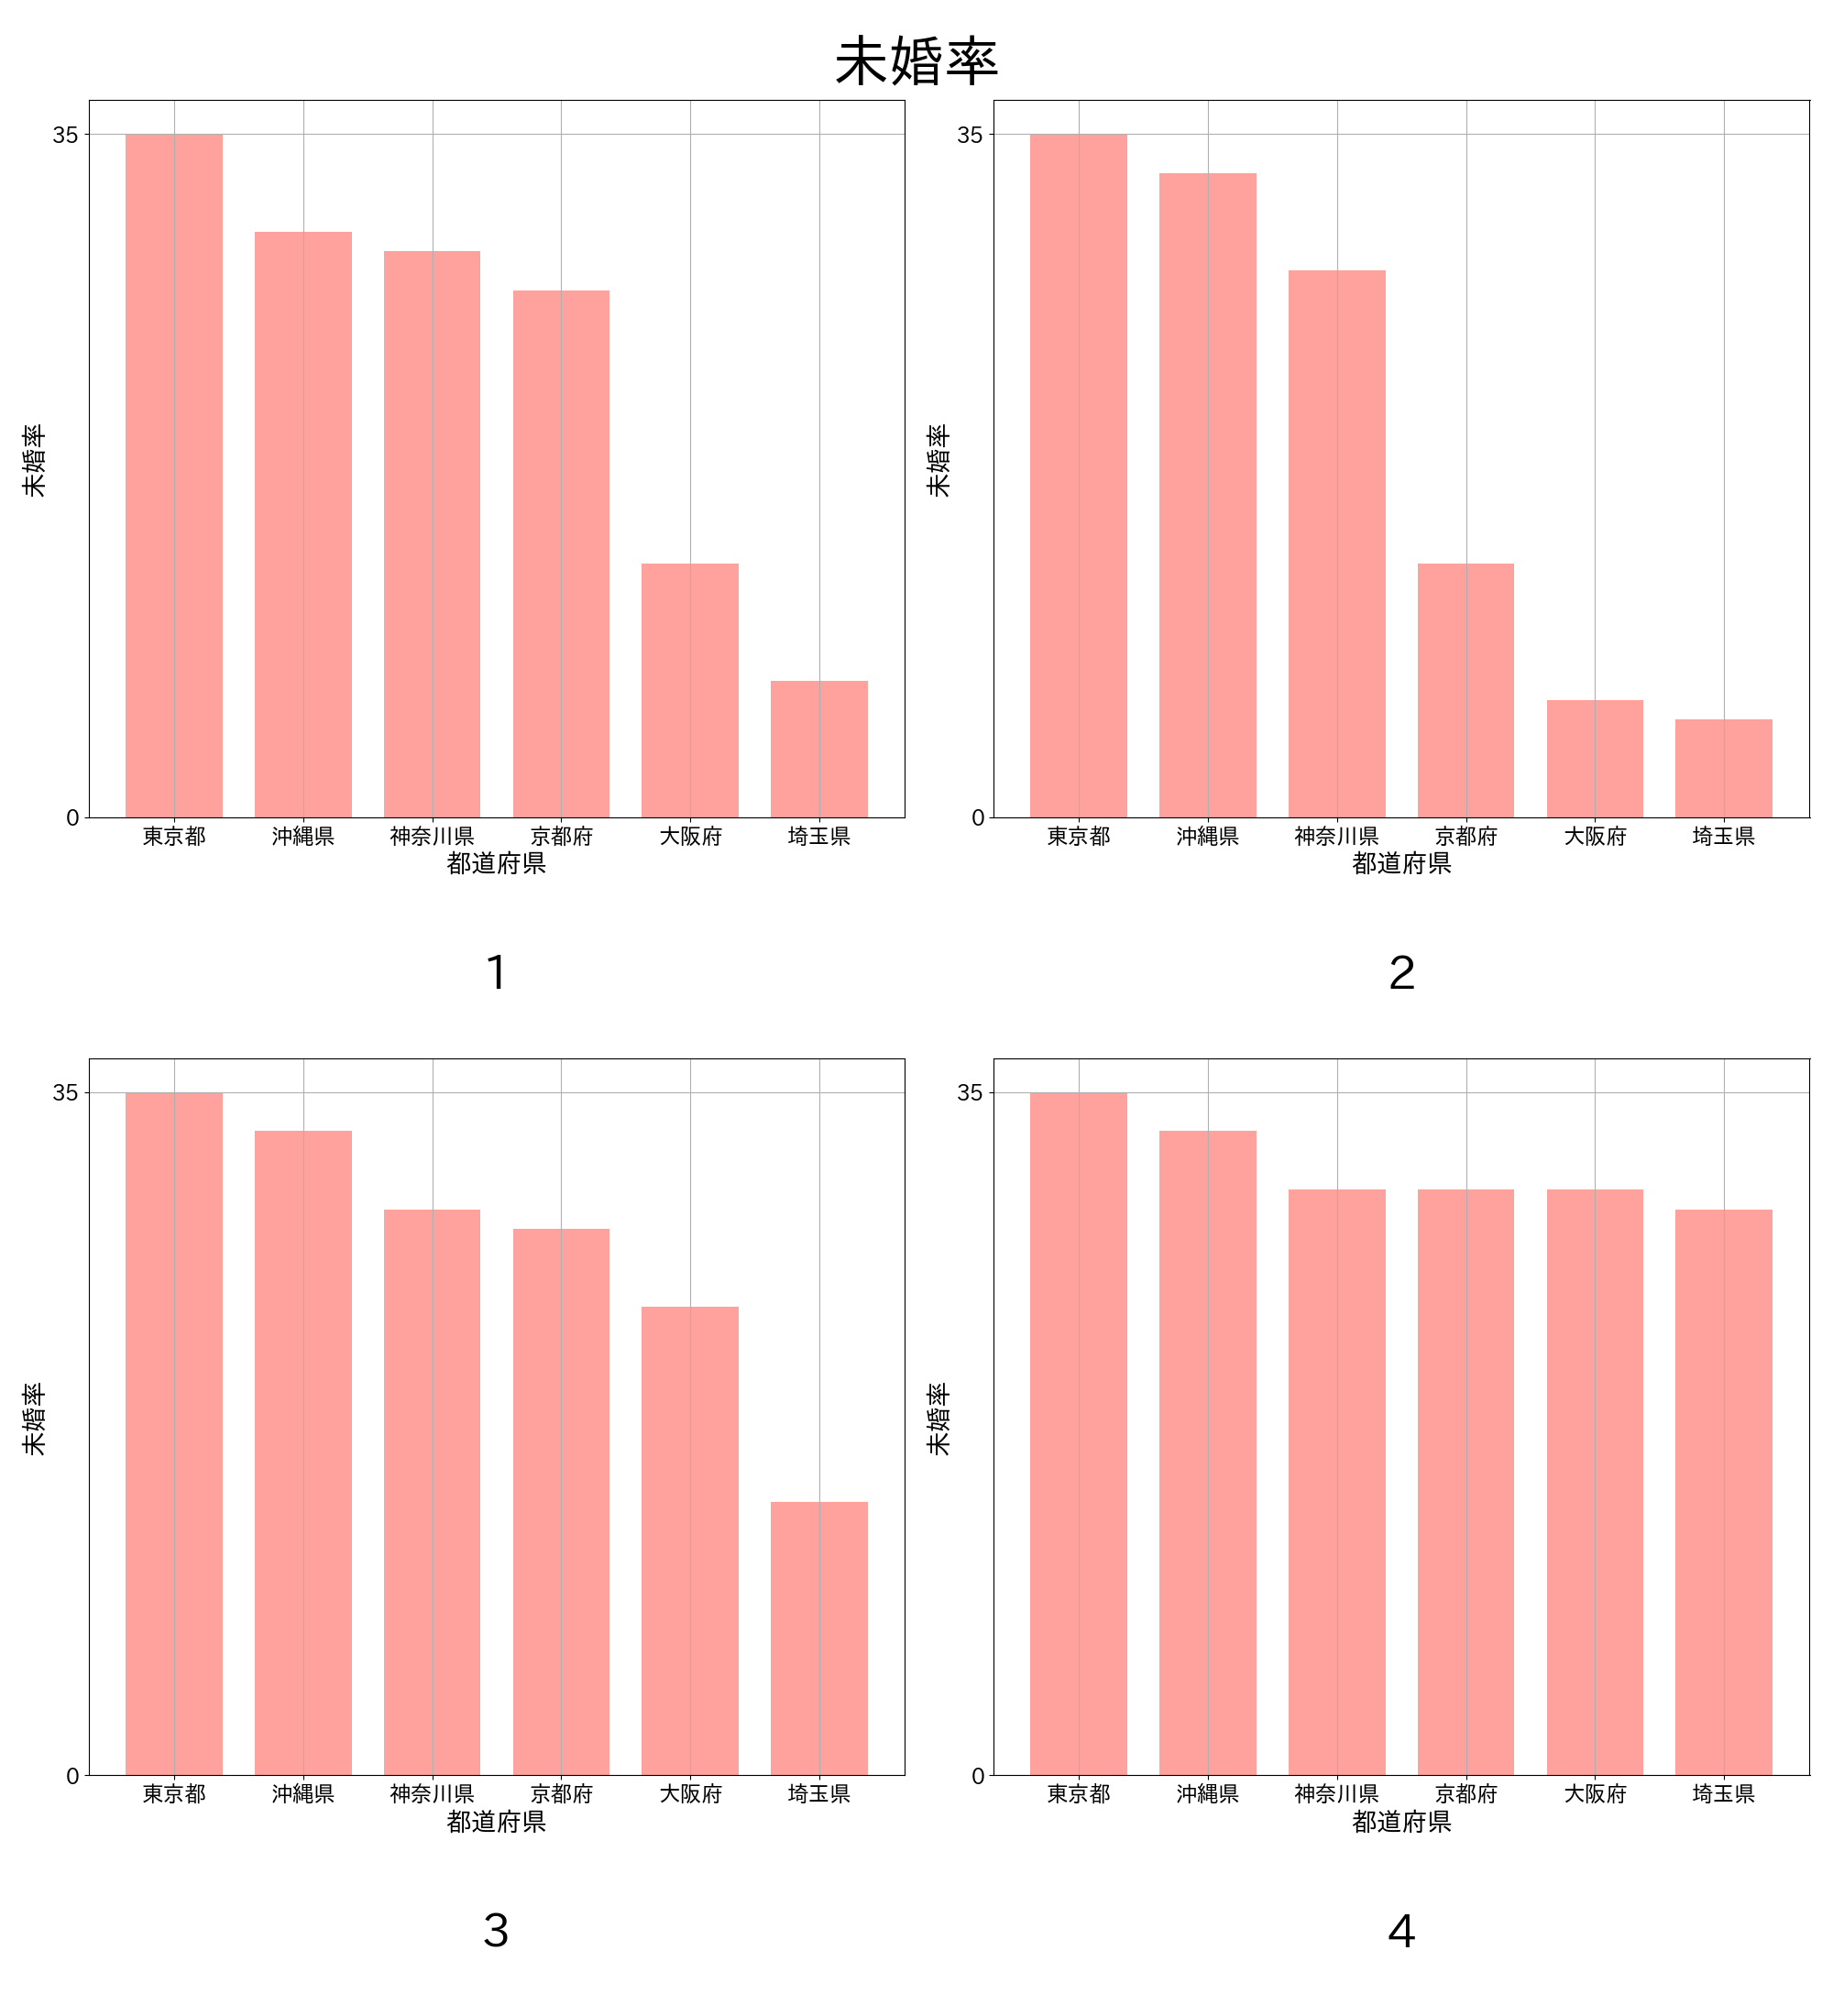 未婚率
35
0
未婚率
東京都 沖縄県 神奈川県 京都府 大阪府 埼玉県
都道府県
1
35
0
未婚率
東京都 沖縄県 神奈川県 京都府 大阪府 埼玉県
都道府県
2
35
0
未婚率
東京都 沖縄県 神奈川県 京都府 大阪府 埼玉県
都道府県
3
35
0
未婚率
東京都 沖縄県 神奈川県 京都府 大阪府 埼玉県
都道府県
4